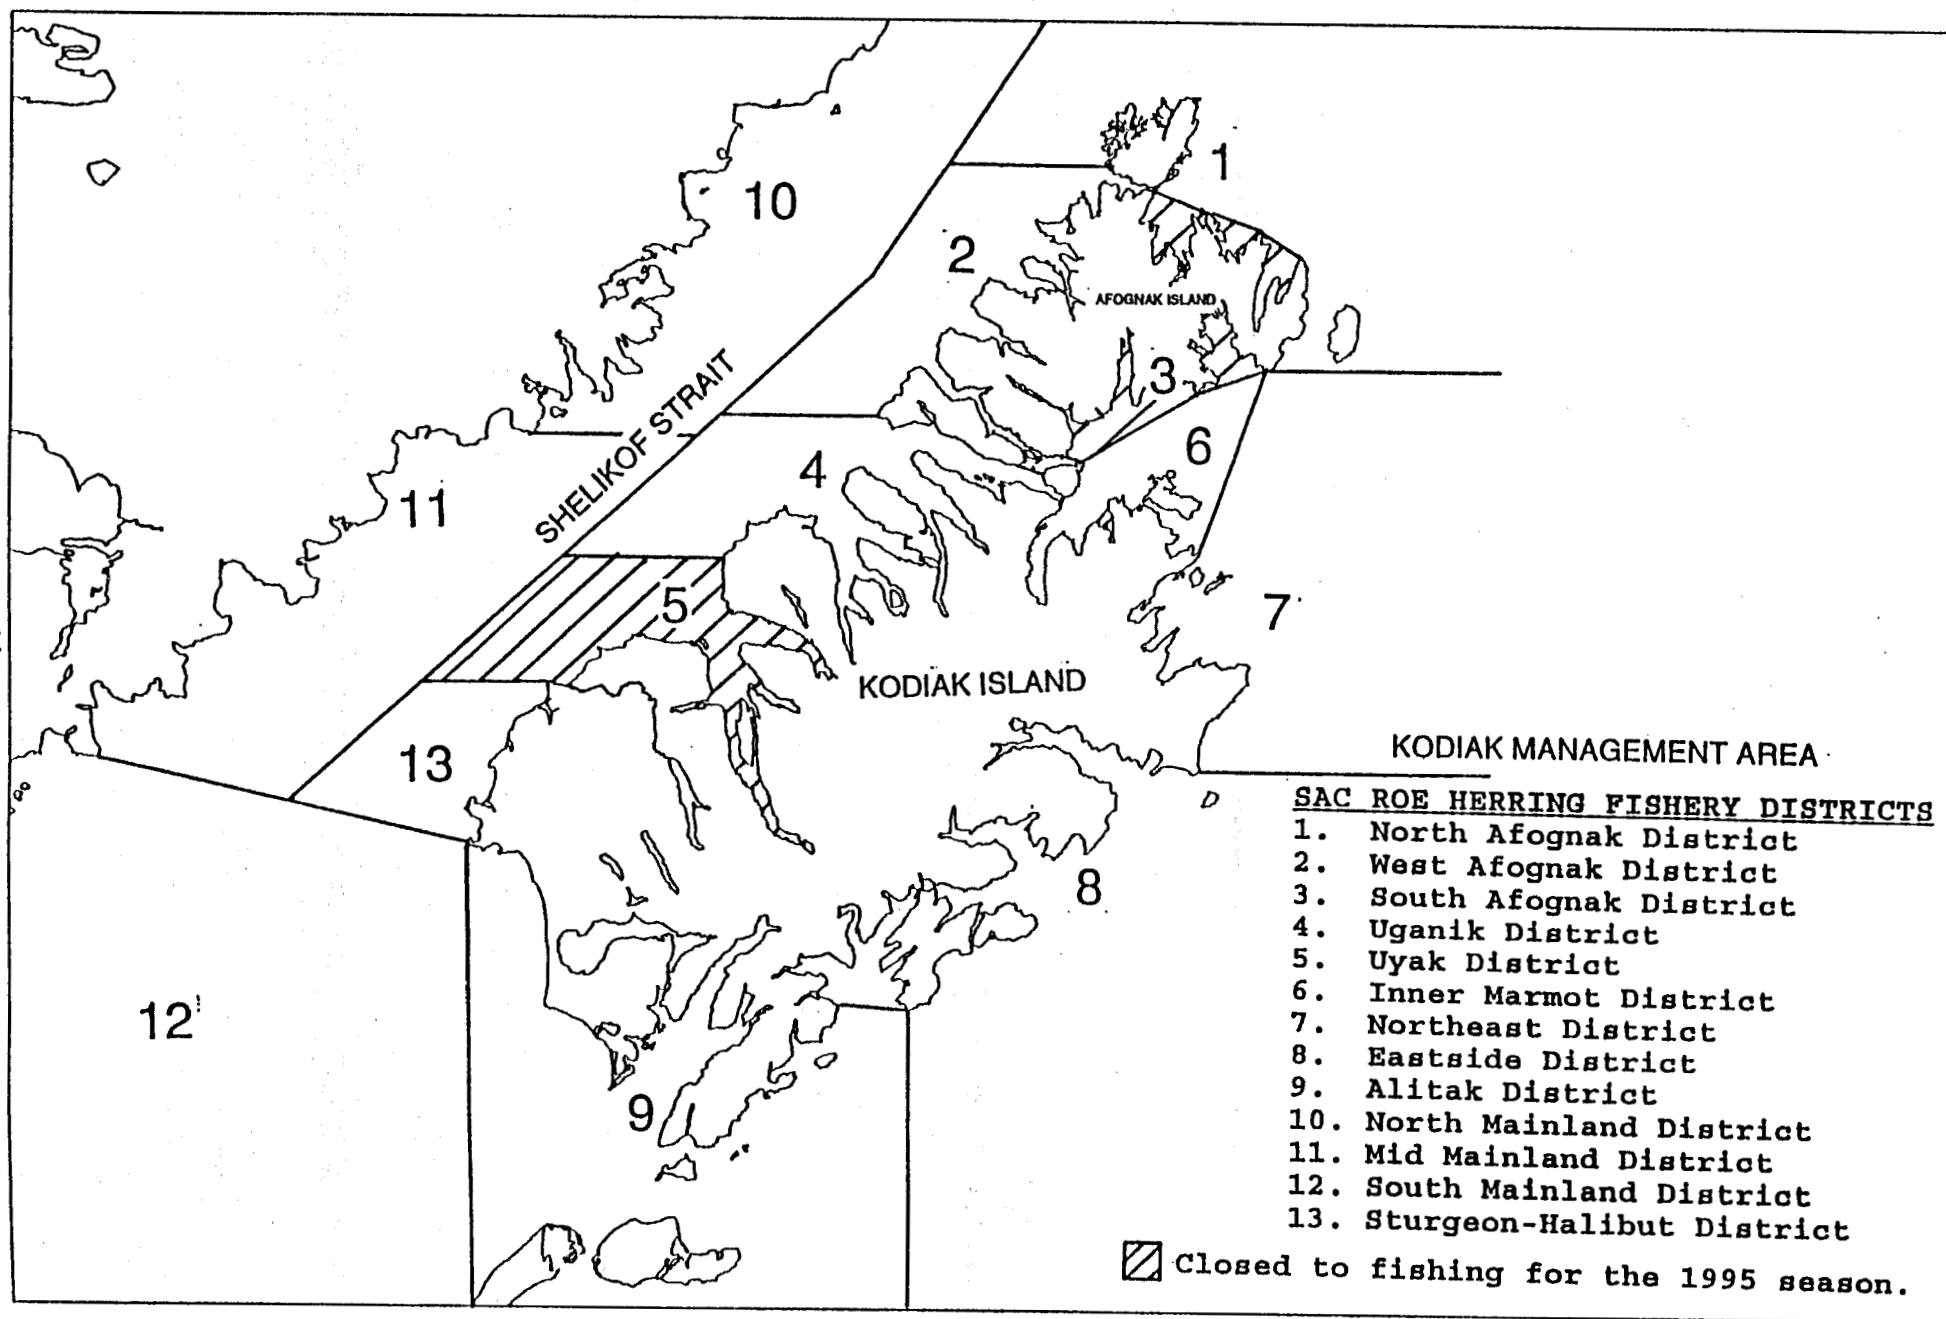 1
10
2
AFOGNAK ISLAND
3
SHELIKOF STRAIT
6
4
11
5
7
KODIAK ISLAND
13
KODIAK MANAGEMENT AREA
SAC ROE HERRING FISHERY DISTRICTS
1. North Afognak District
2. West Afognak District
3. South Afognak District
4. Uganik District
5. Uyak District
6. Inner Marmot District
7. Northeast District
8. Eastside District
9. Alitak District
10. North Mainland District
11. Mid Mainland District
12. South Mainland District
13. Sturgeon-Halibut District
8
12
9
Closed to fishing for the 1995 season.